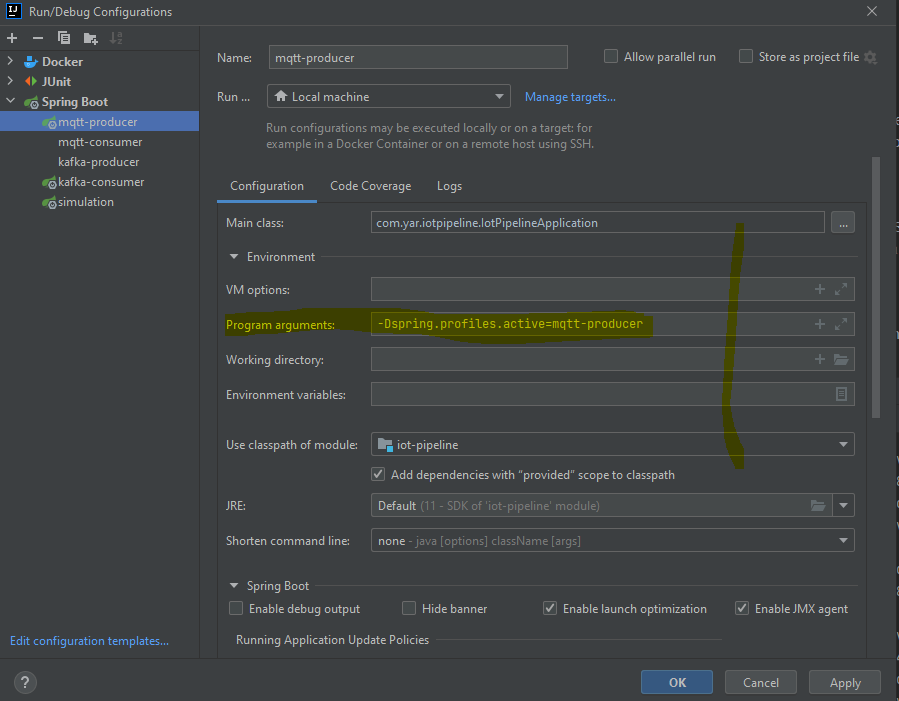 Run/Debug Configurations
Docker
JUnit
Spring Boot
mqtt-producer
mqtt-consumer
kafka-producer
kafka-consumer
simulation
Edit configuration templates...
Name: mqtt-producer Allow parallel run Store as project file
Run ... Local machine Manage targets...
Run configurations may be executed locally or on a target: for
example in a Docker Container or on a remote host using SSH.
Configuration Code Coverage Logs
Main class: com.yar.iotpipeline.IotPipelineApplication ...
Environment
VM options:
Program arguments: -Dspring.profiles.active=mqtt-producer
Working directory:
Environment variables:
Use classpath of module: iot-pipeline
Add dependencies with “provided” scope to classpath
JRE: Default (11 - SDK of 'iot-pipeline' module)
Shorten command line: none - java [options] className [args]
Spring Boot
Enable debug output Hide banner Enable launch optimization Enable JMX agent
Running Application Update Policies
? OK Cancel Apply